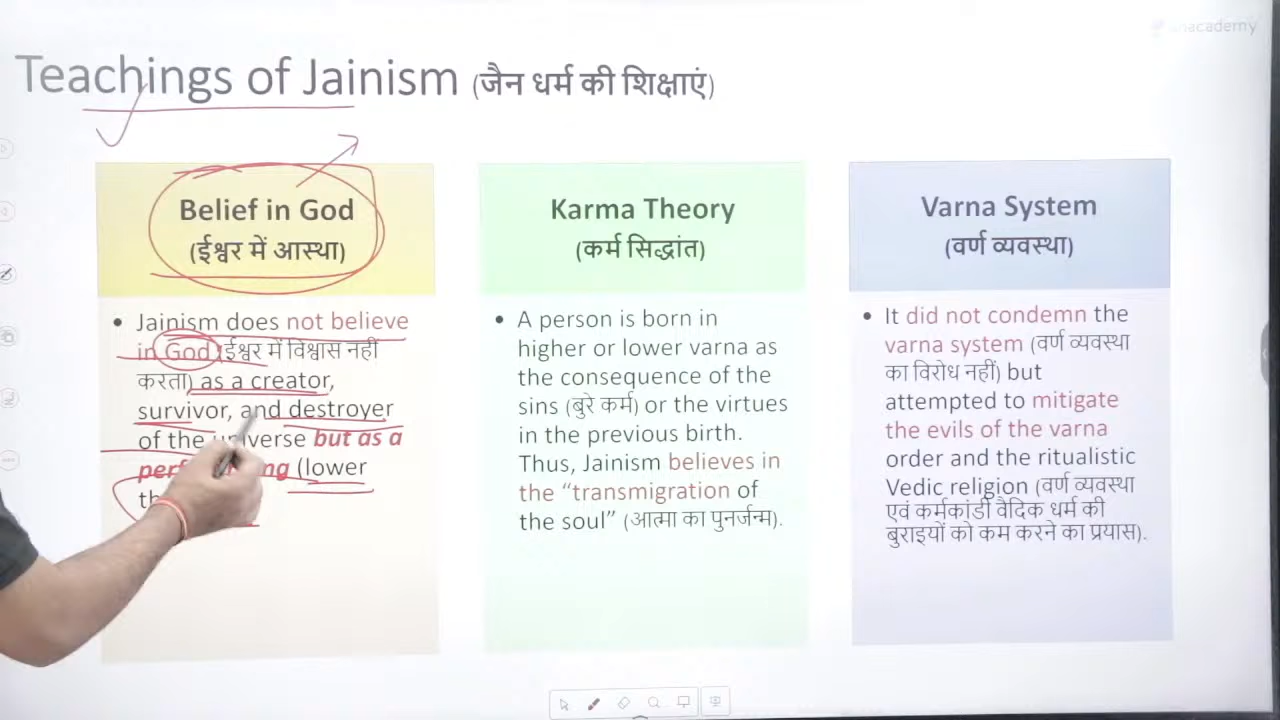 Teachings of Jainism (जैन धर्म की शिक्षाएं)
Belief in God
(ईश्वर में आस्था)
• Jainism does not believe
in God (ईश्वर में विश्वास नहीं
करता) as a creator,
survivor, and destroyer
of the universe but as a
(lower
Karma Theory
(कर्म सिद्धांत)
• A person is born in
higher or lower varna as
the consequence of the
sins (बुरे कर्म) or the virtues
in the previous birth.
Thus, Jainism believes in
the “transmigration of
the soul” (आत्मा का पुनर्जन्म).
Varna System
(वर्ण व्यवस्था)
• It did not condemn the
varna system (वर्ण व्यवस्था
का विरोध नहीं) but
attempted to mitigate
the evils of the varna
order and the ritualistic
Vedic religion (वर्ण व्यवस्था
एवं कर्मकांडी वैदिक धर्म की
बुराइयों को कम करने का प्रयास).